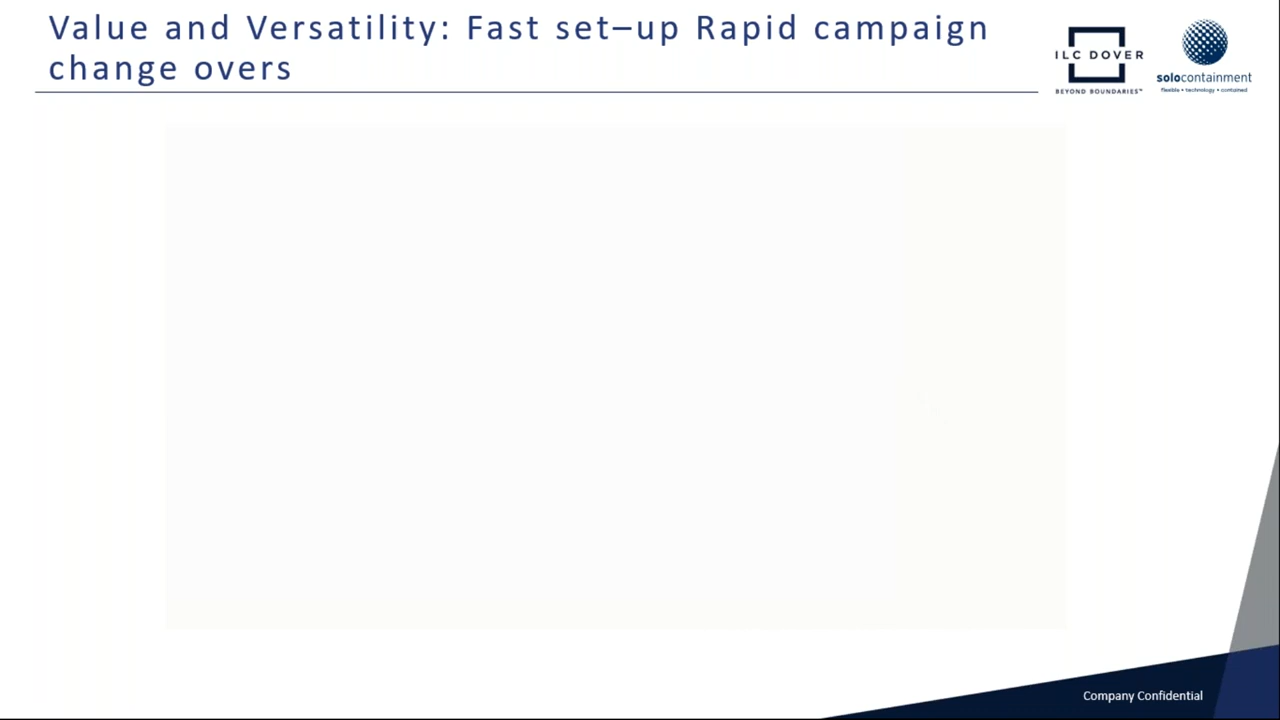 Value and Versatility: Fast set–up Rapid campaign
change overs
ILC DOVER
BEYOND BOUNDARIES™
solocontainment
flexible • technology • contained
Company Confidential